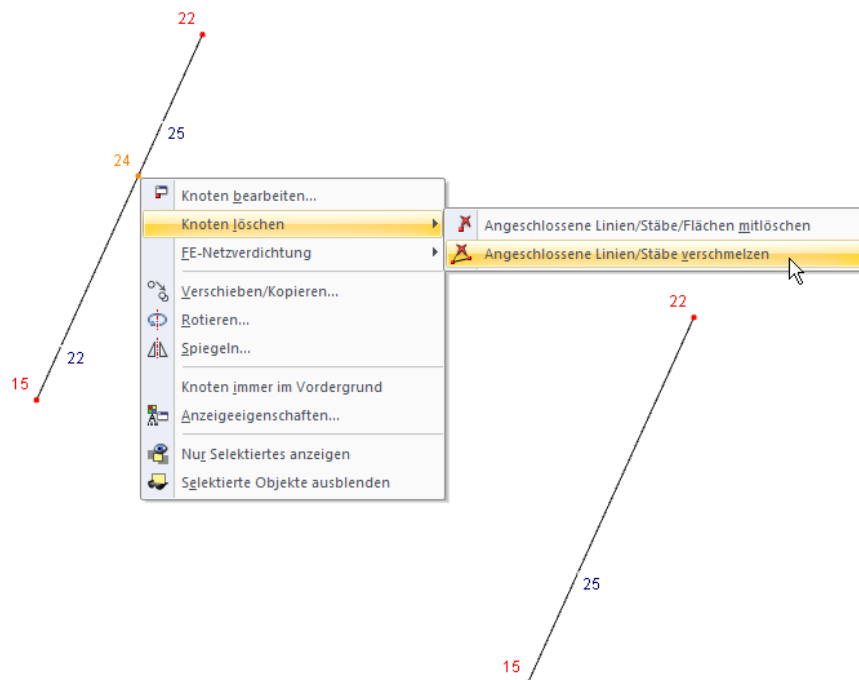 22
25
24
Knoten bearbeiten...
Knoten löschen
Angeschlossene Linien/Stäbe/Flächen mitlöschen
FE-Netzverdichtung
Angeschlossene Linien/Stäbe verschmelzen
Verschieben/Kopieren...
22
Rotieren...
Spiegeln...
22
15
Knoten immer im Vordergrund
Anzeigeeigenschaften...
Nur Selektiertes anzeigen
Selektierte Objekte ausblenden
25
15